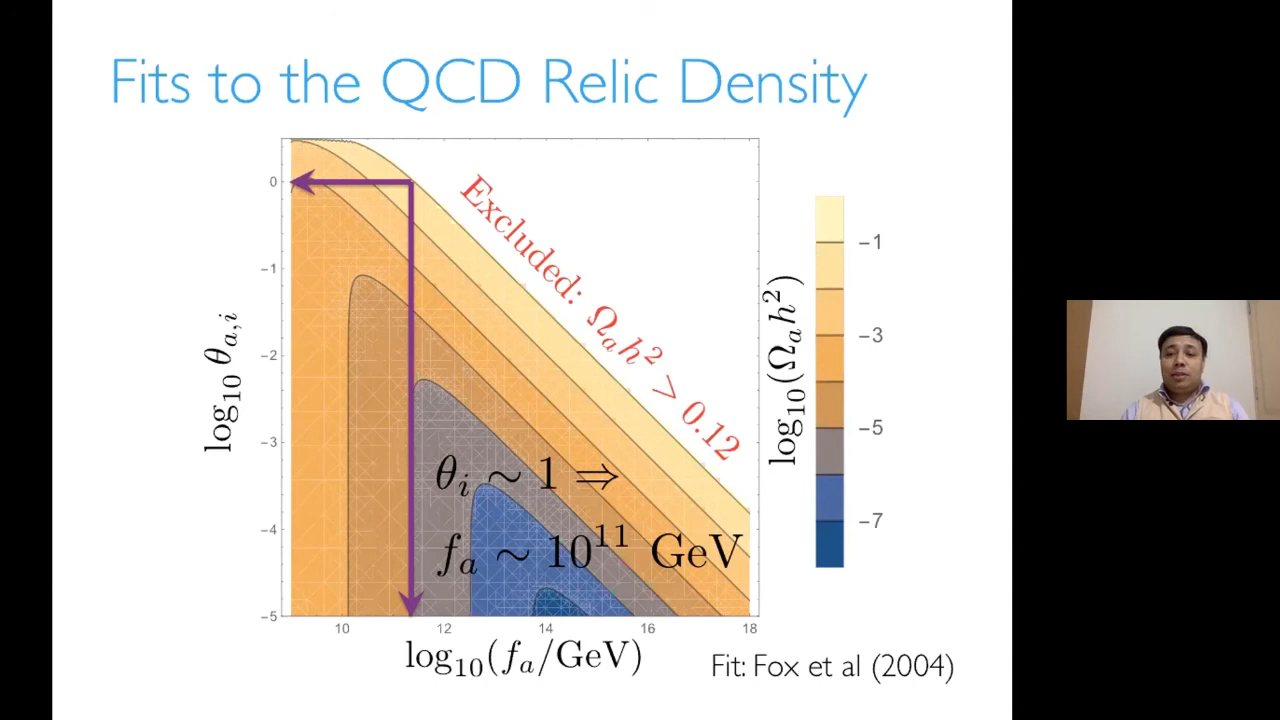 Fits to the QCD Relic Density
Excluded: Ωₐh² > 0.12
log₁₀ θₐ,ᵢ
0
−1
−2
−3
−4
−5
θᵢ ∼ 1 ⇒
fₐ ∼ 10¹¹ GeV
10 12 14 16 18
log₁₀(fₐ/GeV)
log₁₀(Ωₐh²)
−1
−3
−5
−7
Fit: Fox et al (2004)